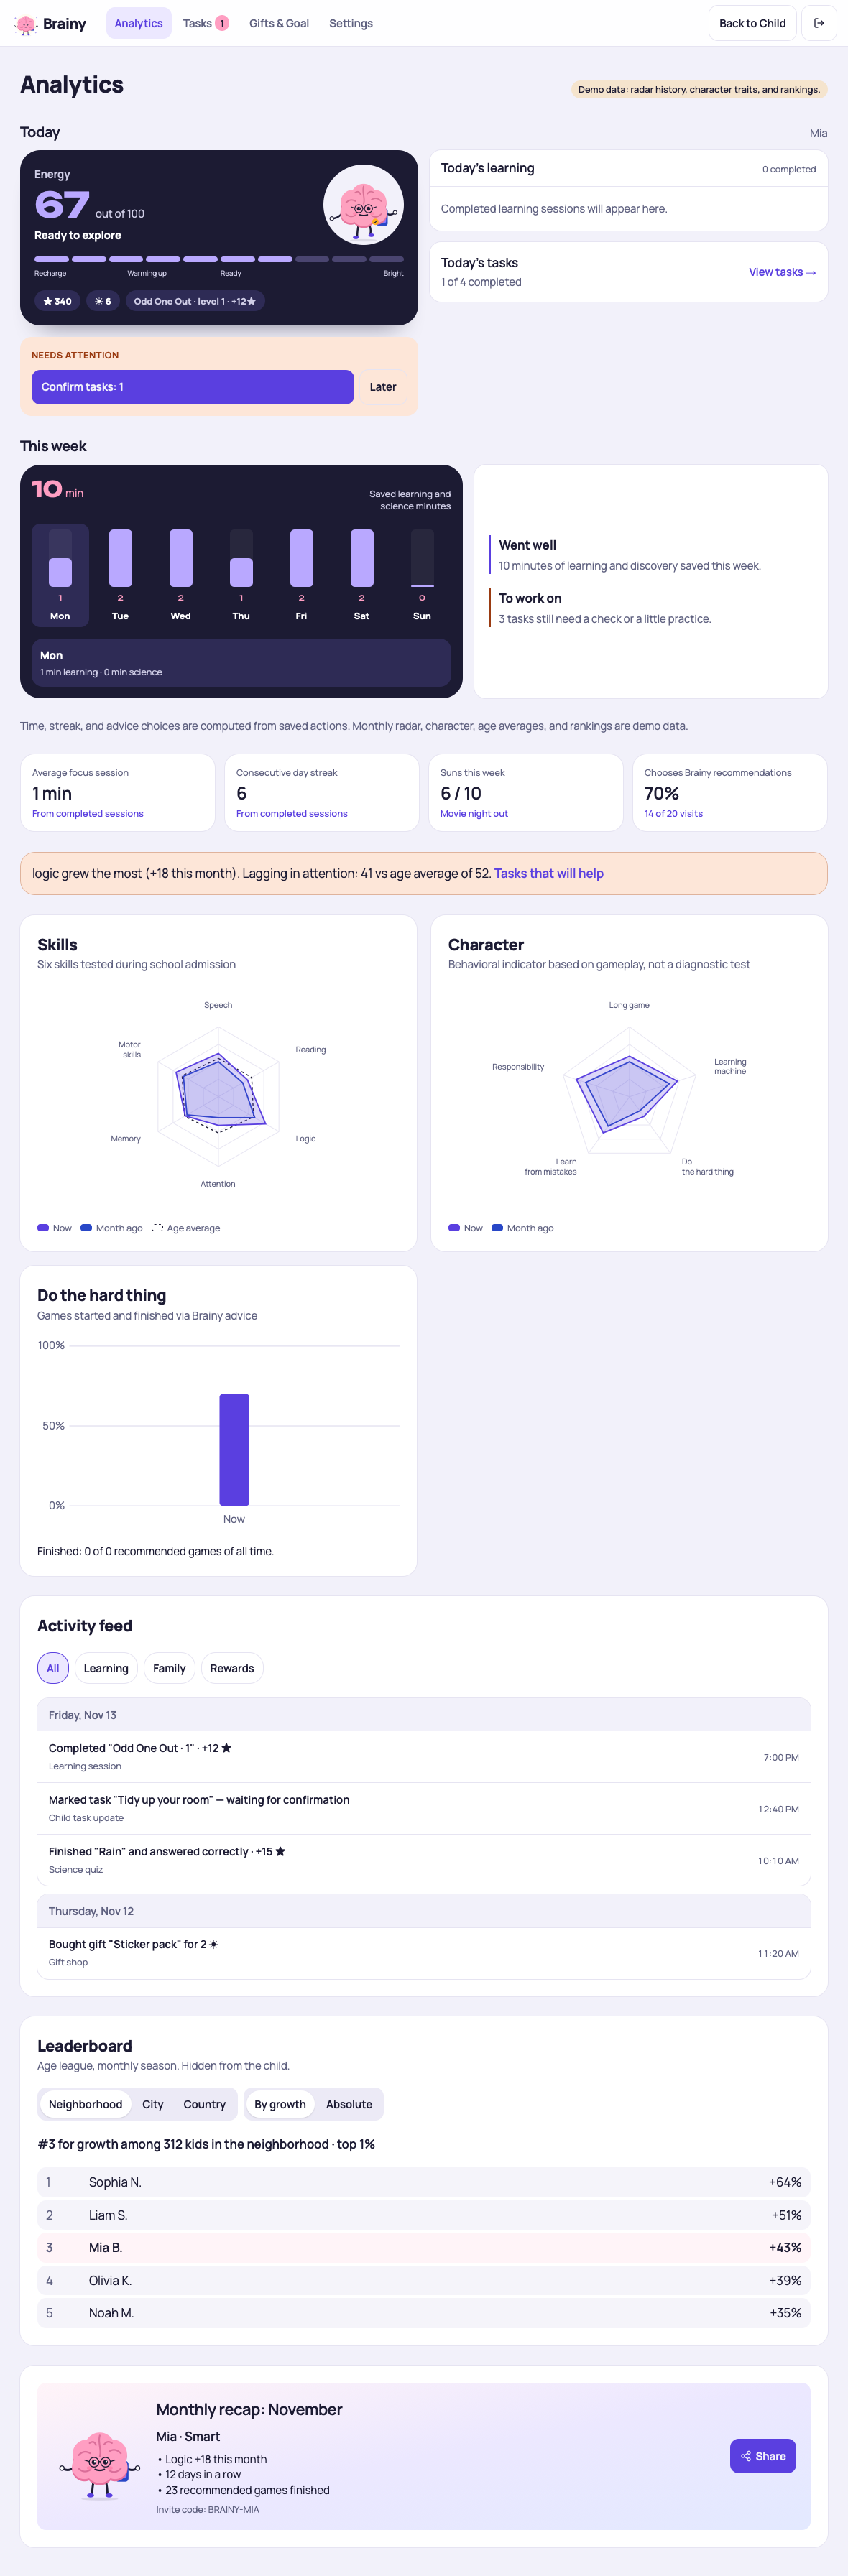 Brainy
Analytics
Tasks 1
Gifts & Goal
Settings
Back to Child
Analytics
Demo data: radar history, character traits, and rankings.
Today
Mia
Energy
67 out of 100
Ready to explore
Recharge
Warming up
Ready
Bright
★ 340
☀ 6
Odd One Out · level 1 · +12★
Today's learning
0 completed
Completed learning sessions will appear here.
Today's tasks
1 of 4 completed
View tasks →
NEEDS ATTENTION
Confirm tasks: 1
Later
This week
10 min
Saved learning and
science minutes
1
2
2
1
2
2
0
Mon
Tue
Wed
Thu
Fri
Sat
Sun
Mon
1 min learning · 0 min science
Went well
10 minutes of learning and discovery saved this week.
To work on
3 tasks still need a check or a little practice.
Time, streak, and advice choices are computed from saved actions. Monthly radar, character, age averages, and rankings are demo data.
Average focus session
1 min
From completed sessions
Consecutive day streak
6
From completed sessions
Suns this week
6 / 10
Movie night out
Chooses Brainy recommendations
70%
14 of 20 visits
logic grew the most (+18 this month). Lagging in attention: 41 vs age average of 52. Tasks that will help
Skills
Six skills tested during school admission
Speech
Reading
Logic
Attention
Memory
Motor
skills
Now
Month ago
Age average
Character
Behavioral indicator based on gameplay, not a diagnostic test
Long game
Learning
machine
Do
the hard thing
Learn
from mistakes
Responsibility
Now
Month ago
Do the hard thing
Games started and finished via Brainy advice
100%
50%
0%
Now
Finished: 0 of 0 recommended games of all time.
Activity feed
All
Learning
Family
Rewards
Friday, Nov 13
Completed "Odd One Out · 1" · +12 ★
Learning session
7:00 PM
Marked task "Tidy up your room" — waiting for confirmation
Child task update
12:40 PM
Finished "Rain" and answered correctly · +15 ★
Science quiz
10:10 AM
Thursday, Nov 12
Bought gift "Sticker pack" for 2 ☀
Gift shop
11:20 AM
Leaderboard
Age league, monthly season. Hidden from the child.
Neighborhood
City
Country
By growth
Absolute
#3 for growth among 312 kids in the neighborhood · top 1%
1 Sophia N. +64%
2 Liam S. +51%
3 Mia B. +43%
4 Olivia K. +39%
5 Noah M. +35%
Monthly recap: November
Mia · Smart
• Logic +18 this month
• 12 days in a row
• 23 recommended games finished
Invite code: BRAINY-MIA
Share